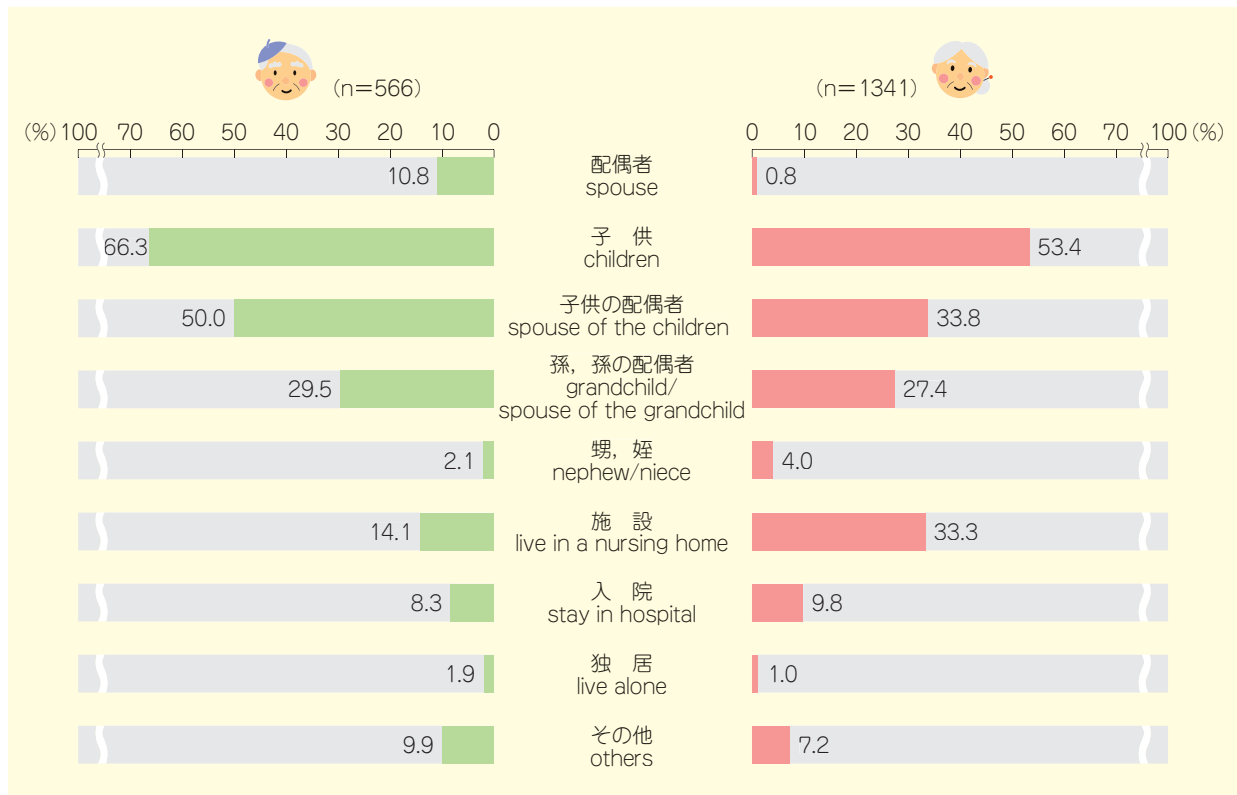 (n=566)
(n=1341)
(%) 100 70 60 50 40 30 20 10 0
0 10 20 30 40 50 60 70 100 (%)
10.8
配偶者
spouse
0.8
66.3
子 供
children
53.4
50.0
子供の配偶者
spouse of the children
33.8
29.5
孫，孫の配偶者
grandchild/
spouse of the grandchild
27.4
2.1
甥，姪
nephew/niece
4.0
14.1
施 設
live in a nursing home
33.3
8.3
入 院
stay in hospital
9.8
1.9
独 居
live alone
1.0
9.9
その他
others
7.2